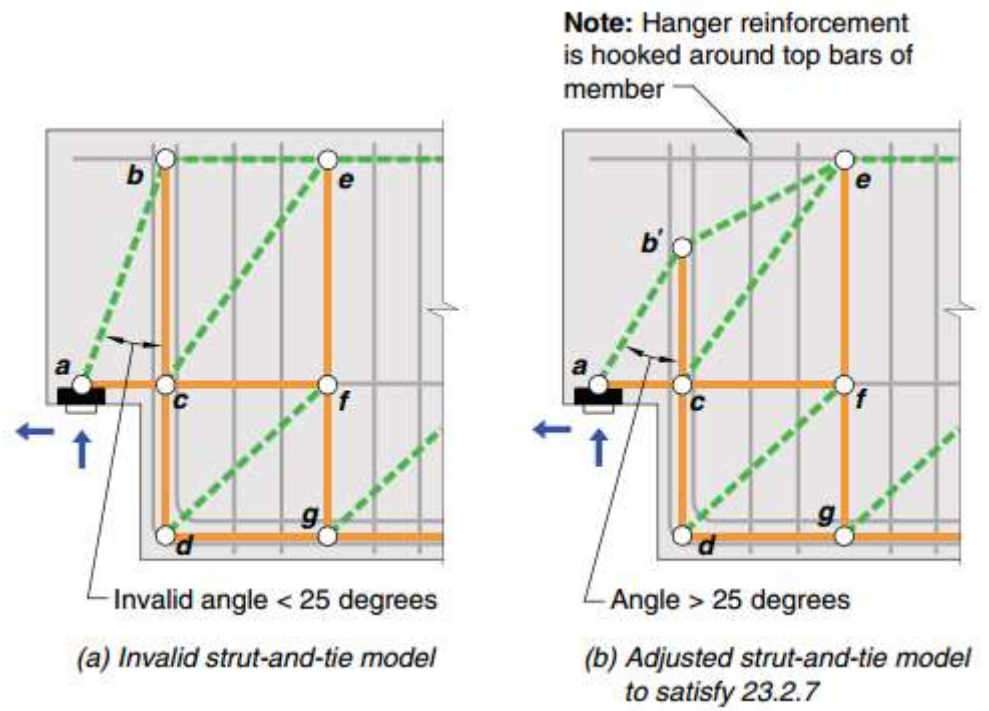 Note: Hanger reinforcement
is hooked around top bars of
member
b
e
a
c
f
d
g
Invalid angle < 25 degrees
(a) Invalid strut-and-tie model
e
b'
a
c
f
d
g
Angle > 25 degrees
(b) Adjusted strut-and-tie model
to satisfy 23.2.7